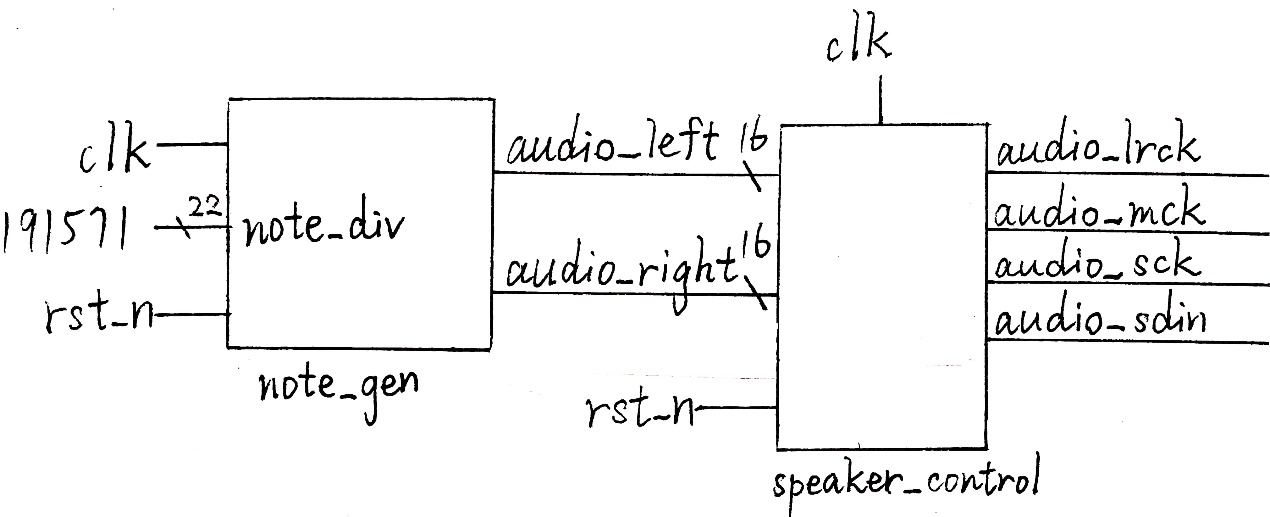 clk
clk
191571
22
note_div
rst_n
note_gen
audio_left 16
audio_right 16
rst_n
speaker_control
audio_lrck
audio_mck
audio_sck
audio_sdin